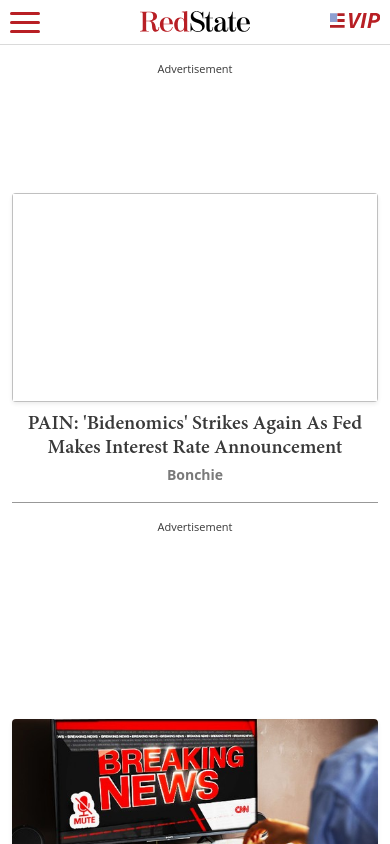 RedState
VIP
Advertisement
PAIN: 'Bidenomics' Strikes Again As Fed
Makes Interest Rate Announcement
Bonchie
Advertisement
BREAKING
NEWS
MUTE
CNN